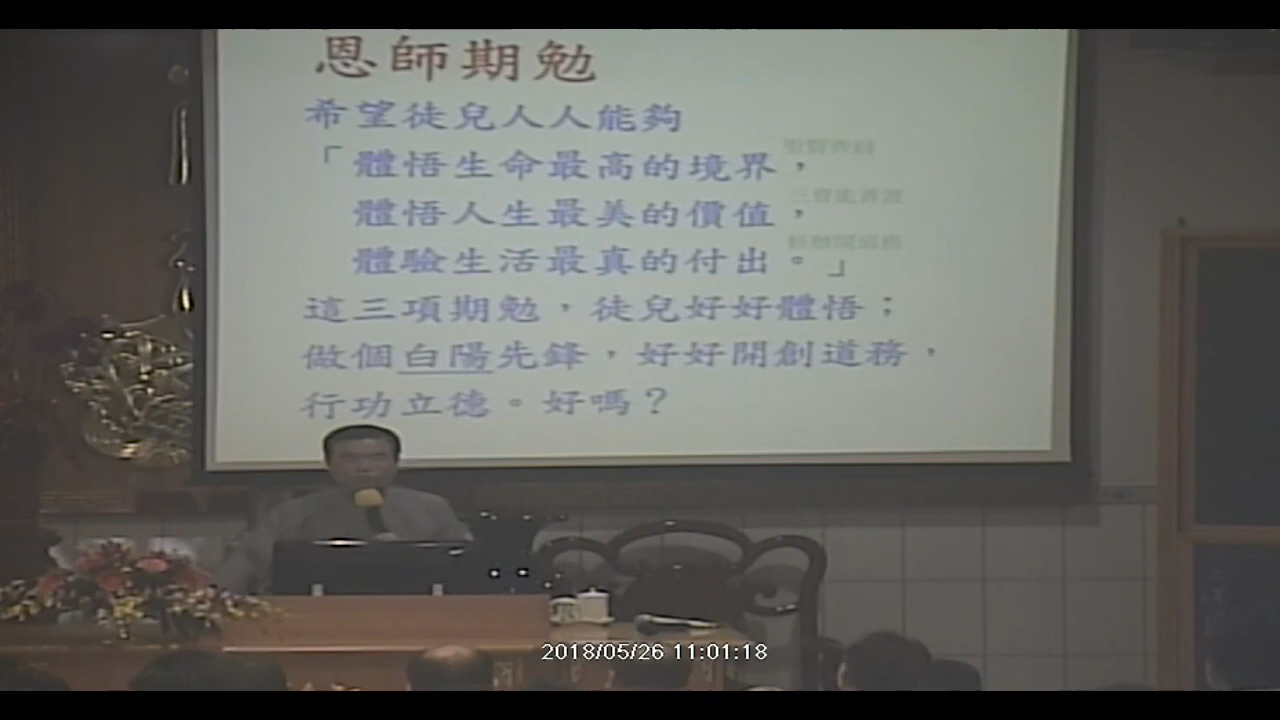 恩師期勉
希望徒兒人人能夠
「體悟生命最高的境界，
體悟人生最美的價值，
體驗生活最真的付出。」
這三項期勉，徒兒好好體悟；
做個白陽先鋒，好好開創道務，
行功立德。好嗎？
2018/05/26 11:01:18